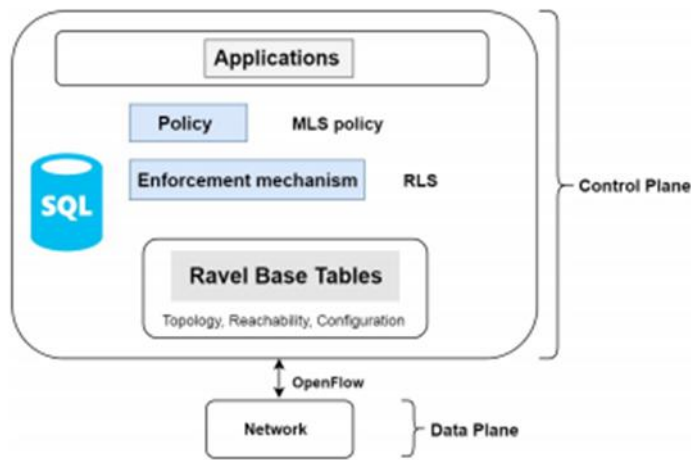 Applications
Policy
MLS policy
Enforcement mechanism
RLS
SQL
Control Plane
Ravel Base Tables
Topology, Reachability, Configuration
OpenFlow
Network
Data Plane